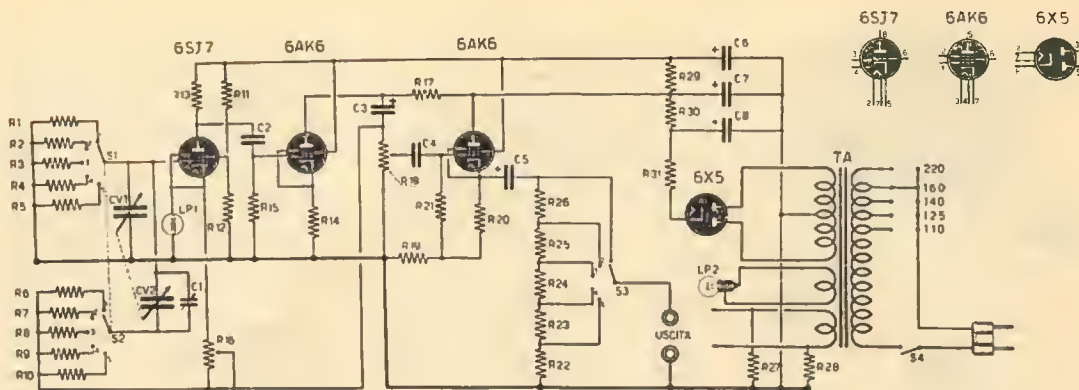 6SJ7 6AK6 6AK6 6SJ7 6AK6 6X5
R13 R11 R17 C3 C6 R29 C7 R30 C8
R1 R2 R3 R4 R5
S1 CV1 LP1 C2 R15 R12 R14
C4 R19 R21 C5 R20 R18
R31 6X5
R26 R25 R24 R23 R22
S3 USCITA
TA 220 160 140 125 110
LP2 S4
R27 R28
R6 R7 R8 R9 R10
S2 CV2 C1 R16